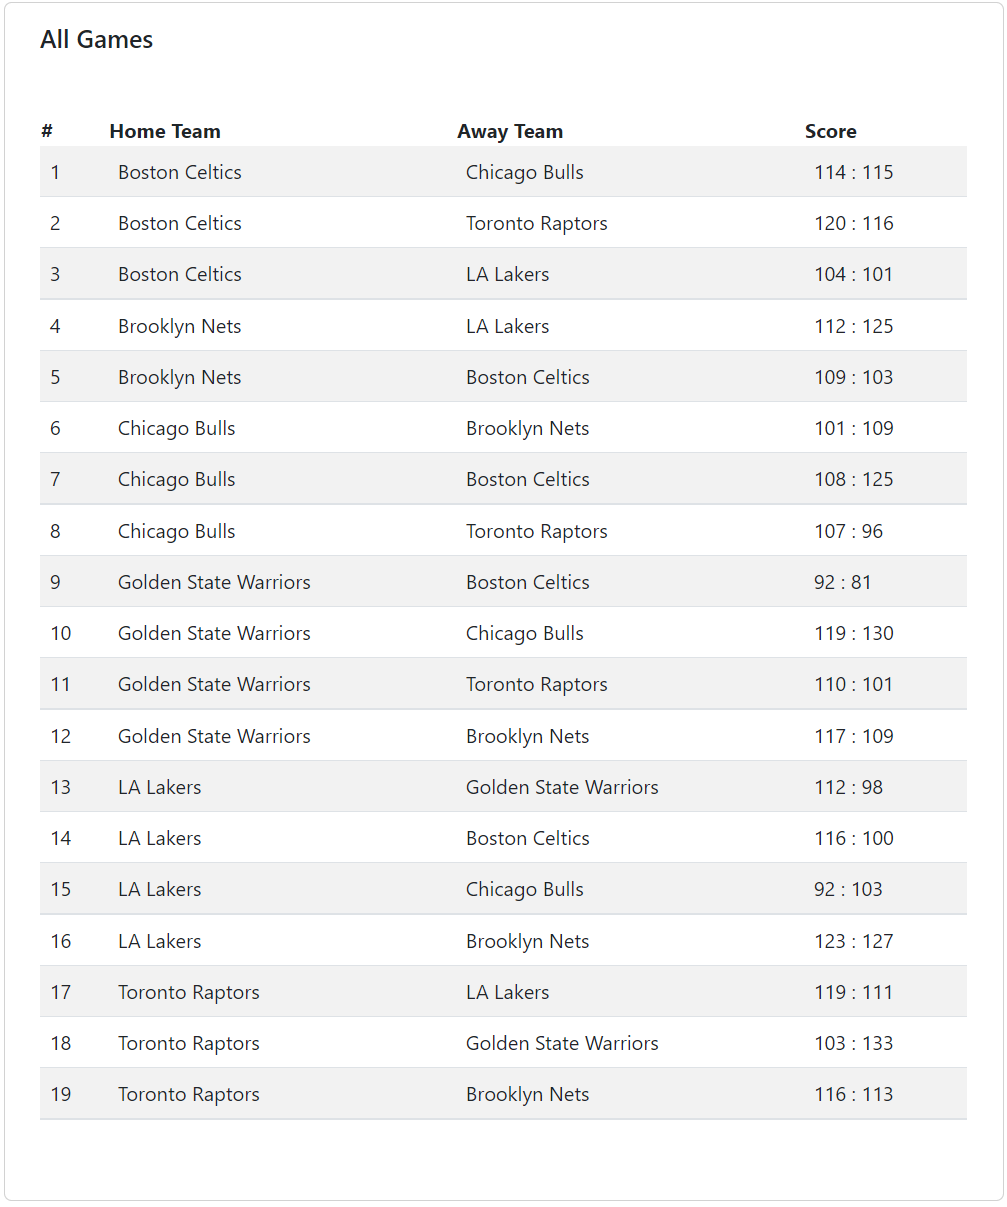 All Games
# Home Team Away Team Score
1 Boston Celtics Chicago Bulls 114 : 115
2 Boston Celtics Toronto Raptors 120 : 116
3 Boston Celtics LA Lakers 104 : 101
4 Brooklyn Nets LA Lakers 112 : 125
5 Brooklyn Nets Boston Celtics 109 : 103
6 Chicago Bulls Brooklyn Nets 101 : 109
7 Chicago Bulls Boston Celtics 108 : 125
8 Chicago Bulls Toronto Raptors 107 : 96
9 Golden State Warriors Boston Celtics 92 : 81
10 Golden State Warriors Chicago Bulls 119 : 130
11 Golden State Warriors Toronto Raptors 110 : 101
12 Golden State Warriors Brooklyn Nets 117 : 109
13 LA Lakers Golden State Warriors 112 : 98
14 LA Lakers Boston Celtics 116 : 100
15 LA Lakers Chicago Bulls 92 : 103
16 LA Lakers Brooklyn Nets 123 : 127
17 Toronto Raptors LA Lakers 119 : 111
18 Toronto Raptors Golden State Warriors 103 : 133
19 Toronto Raptors Brooklyn Nets 116 : 113